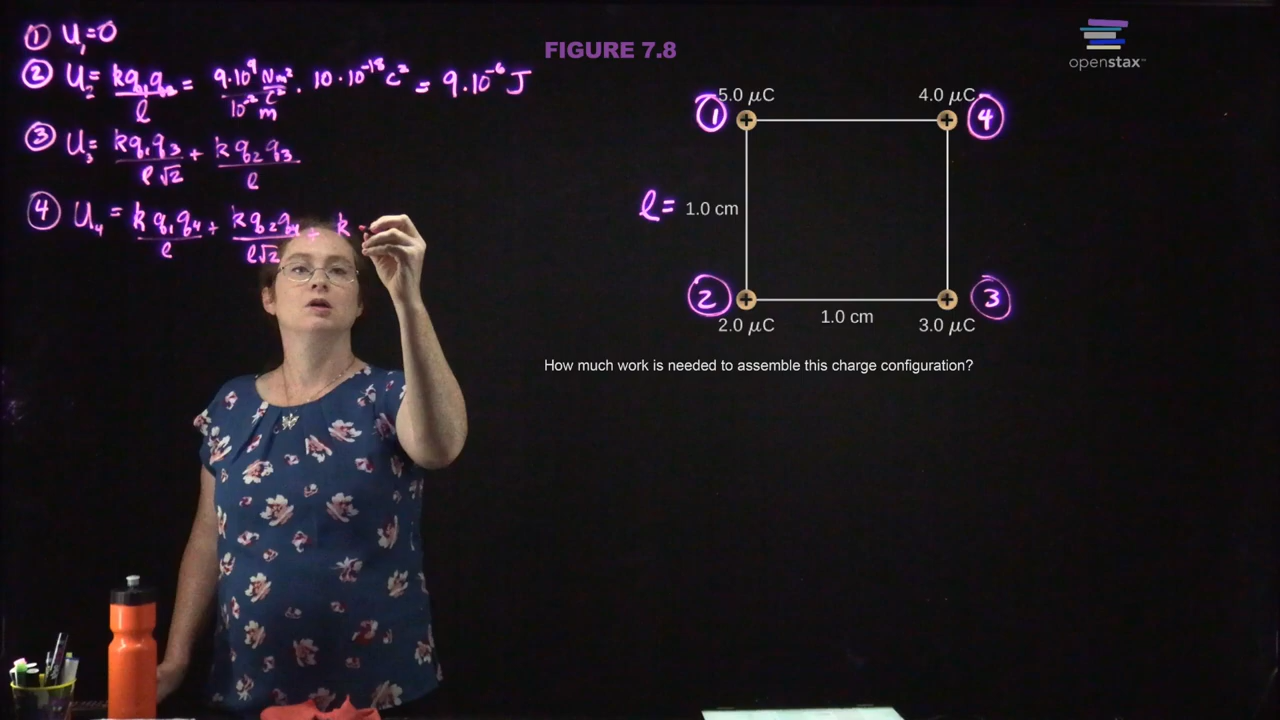 ① U₁=0
② U₂= kq₁q₂/l = 9·10⁹ Nm²/C² / 10⁻² m · 10·10⁻¹⁸ C² = 9·10⁻⁶ J
③ U₃= kq₁q₃/l√2 + kq₂q₃/l
④ U₄ = kq₁q₄/l + kq₂q₄/l√2 + k
FIGURE 7.8
openstax™
5.0 μC 4.0 μC
① ④
l= 1.0 cm
② ③
1.0 cm
2.0 μC 3.0 μC
How much work is needed to assemble this charge configuration?